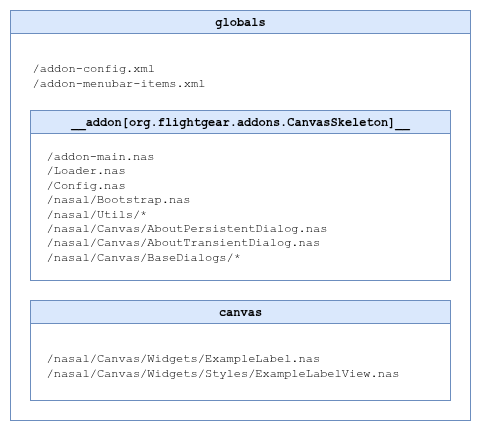 globals
/addon-config.xml
/addon-menubar-items.xml
__addon[org.flightgear.addons.CanvasSkeleton]__
/addon-main.nas
/Loader.nas
/Config.nas
/nasal/Bootstrap.nas
/nasal/Utils/*
/nasal/Canvas/AboutPersistentDialog.nas
/nasal/Canvas/AboutTransientDialog.nas
/nasal/Canvas/BaseDialogs/*
canvas
/nasal/Canvas/Widgets/ExampleLabel.nas
/nasal/Canvas/Widgets/Styles/ExampleLabelView.nas